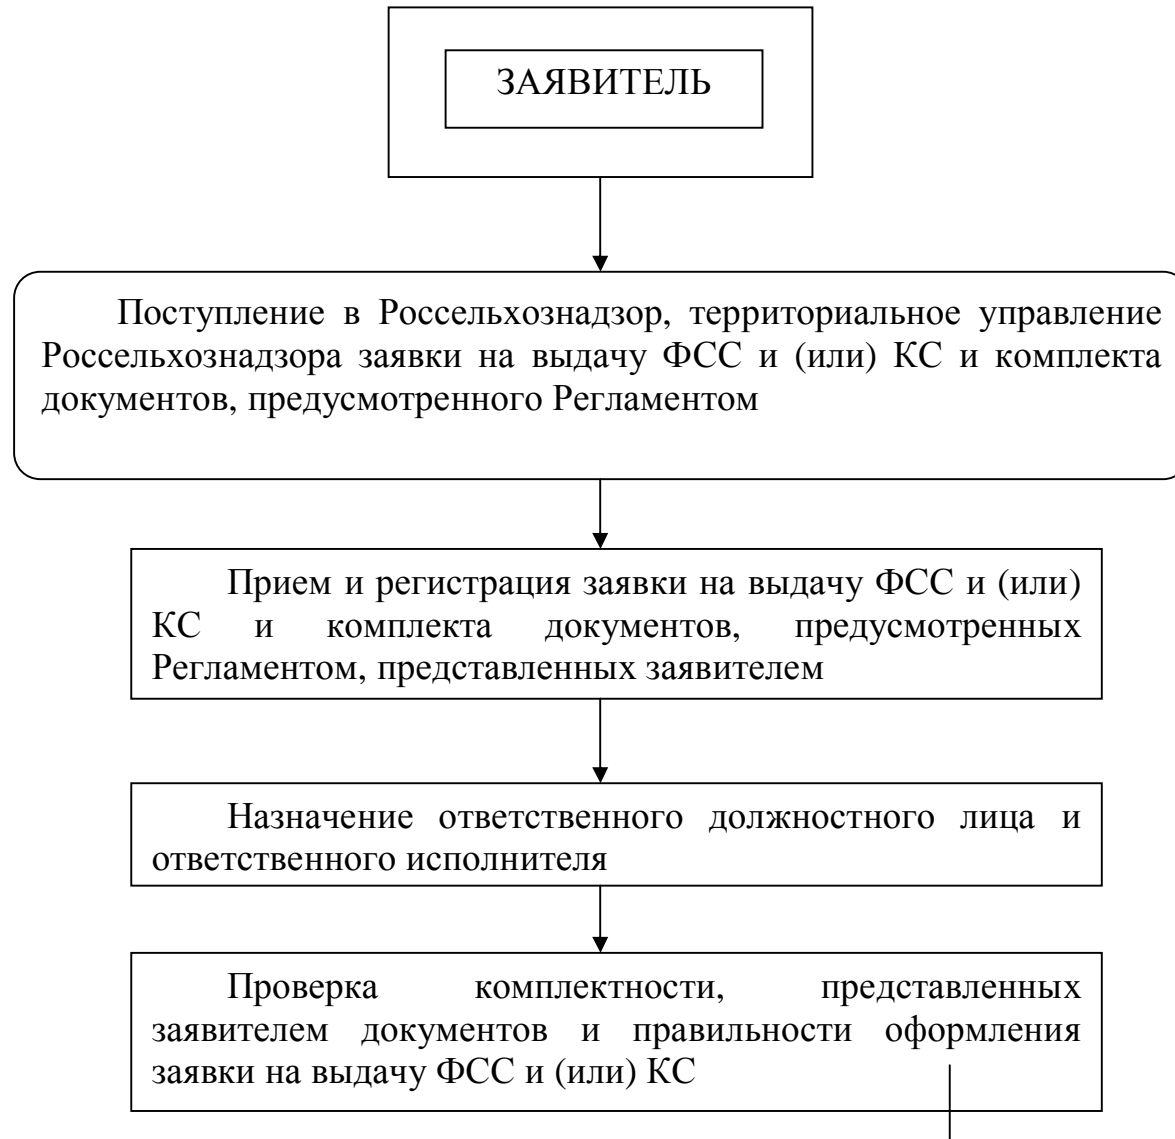 ЗАЯВИТЕЛЬ
Поступление в Россельхознадзор, территориальное управление
Россельхознадзора заявки на выдачу ФСС и (или) КС и комплекта
документов, предусмотренного Регламентом
Прием и регистрация заявки на выдачу ФСС и (или)
КС и комплекта документов, предусмотренных
Регламентом, представленных заявителем
Назначение ответственного должностного лица и
ответственного исполнителя
Проверка комплектности, представленных
заявителем документов и правильности оформления
заявки на выдачу ФСС и (или) КС